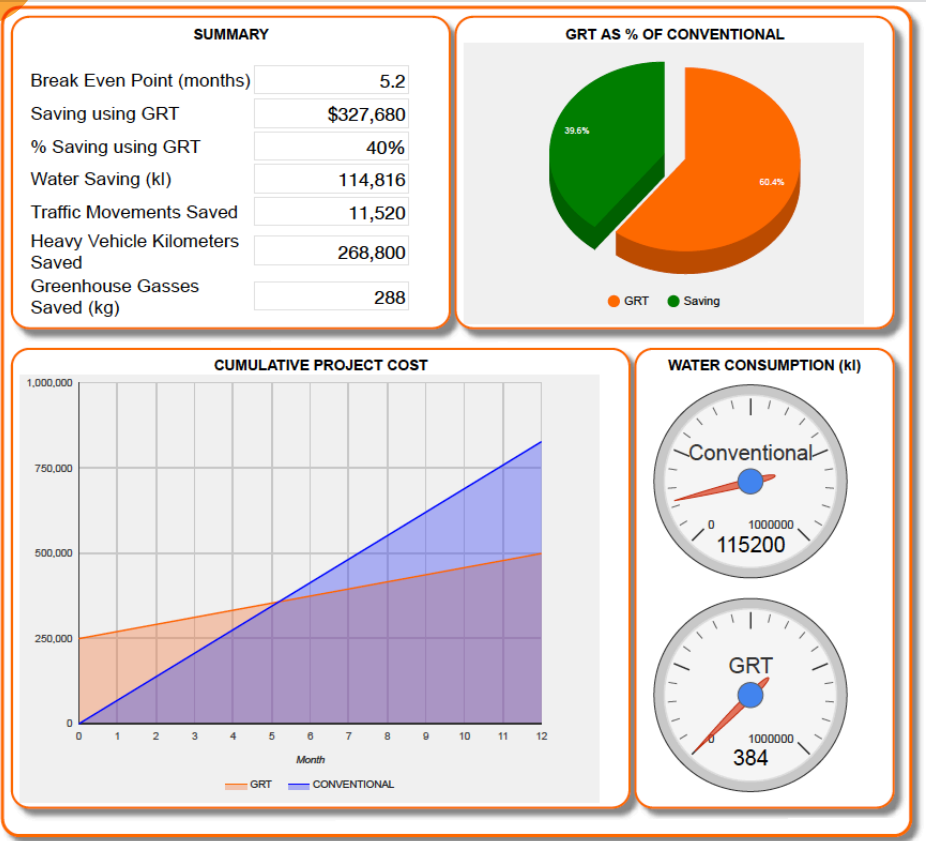 SUMMARY
Break Even Point (months) 5.2
Saving using GRT $327,680
% Saving using GRT 40%
Water Saving (kl) 114,816
Traffic Movements Saved 11,520
Heavy Vehicle Kilometers
Saved 268,800
Greenhouse Gasses
Saved (kg) 288
GRT AS % OF CONVENTIONAL
39.6%
60.4%
GRT Saving
CUMULATIVE PROJECT COST
1,000,000
750,000
500,000
250,000
0
0 1 2 3 4 5 6 7 8 9 10 11 12
Month
GRT CONVENTIONAL
WATER CONSUMPTION (kl)
Conventional
0 1000000
115200
GRT
0 1000000
384